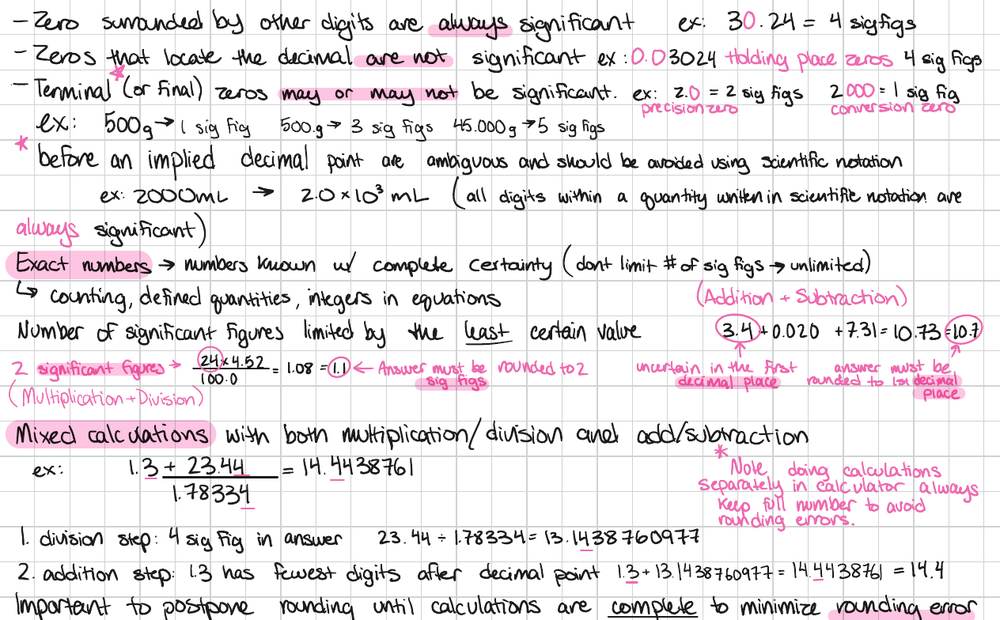 - Zero surrounded by other digits are always significant ex: 30.24 = 4 sigfigs
- Zeros that locate the decimal are not significant ex: 0.03024 Holding place zeros 4 sig figs
- Terminal* (or final) zeros may or may not be significant. ex: 2.0 = 2 sig figs 2000 = 1 sig fig
precision zero conversion zero
ex: 500g → 1 sig fig 500.g → 3 sig figs 45.000g → 5 sig figs
* before an implied decimal point are ambiguous and should be avoided using scientific notation
ex: 2000mL → 2.0 × 10³ mL (all digits within a quantity written in scientific notation are
always significant)
Exact numbers → numbers known w/ complete certainty (dont limit # of sig figs → unlimited)
↳ counting, defined quantities, integers in equations
(Addition + Subtraction)
Number of significant figures limited by the least certain value 3.4 + 0.020 + 7.31 = 10.73 = 10.7
2 significant figures → 24 × 4.52 / 100.0 = 1.08 = 1.1 ← Answer must be rounded to 2
sig figs
(Multiplication + Division)
uncertain in the first
decimal place
answer must be
rounded to 1st decimal
place
Mixed calculations with both multiplication/division and add/subtraction
ex: 1.3 + 23.44 / 1.78334 = 14.4438761
* Note doing calculations
separately in calculator always
keep full number to avoid
rounding errors.
1. division step: 4 sig fig in answer 23.44 ÷ 1.78334 = 13.1438760977
2. addition step: 1.3 has fewest digits after decimal point 1.3 + 13.1438760977 = 14.4438761 = 14.4
Important to postpone rounding until calculations are complete to minimize rounding error